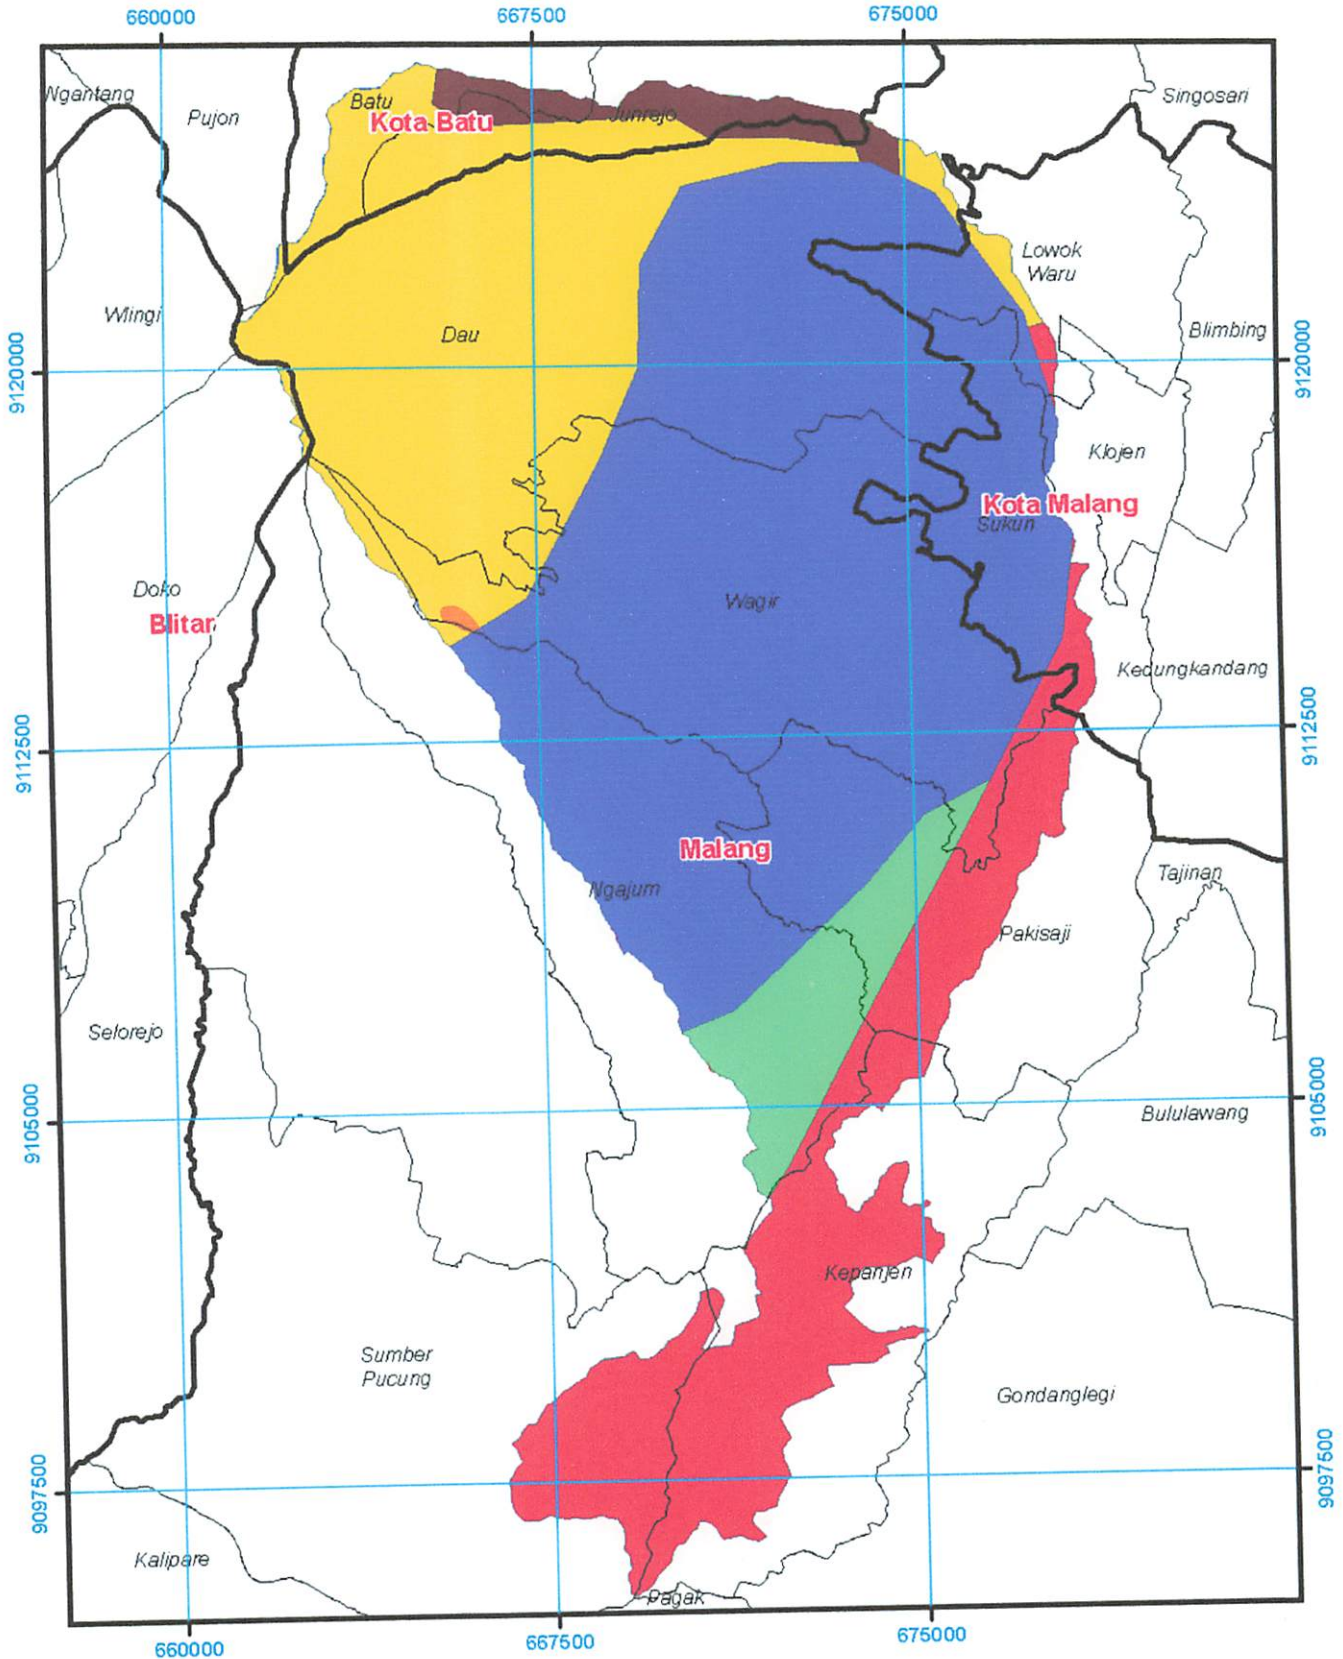 660000
667500
675000
Ngantang
Pujon
Batu
Kota Batu
Junrejo
Singosari
Lowok
Waru
Wlingi
Dau
Blimbing
9120000
9120000
Klojen
Kota Malang
Sukun
Doko
Blitar
Wagir
Kedungkandang
9112500
9112500
Malang
Ngajum
Tajinan
Pakisaji
Selorejo
9105000
9105000
Bululawang
Kepanjen
Sumber
Pucung
Gondanglegi
9097500
9097500
Kalipare
Pagak
660000
667500
675000